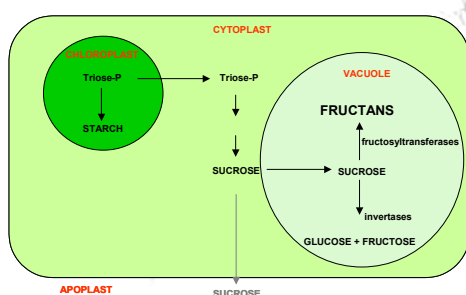 CYTOPLAST
CHLOROPLAST
VACUOLE
Triose-P
Triose-P
STARCH
FRUCTANS
fructosyltransferases
SUCROSE
SUCROSE
invertases
GLUCOSE + FRUCTOSE
APOPLAST
SUCROSE